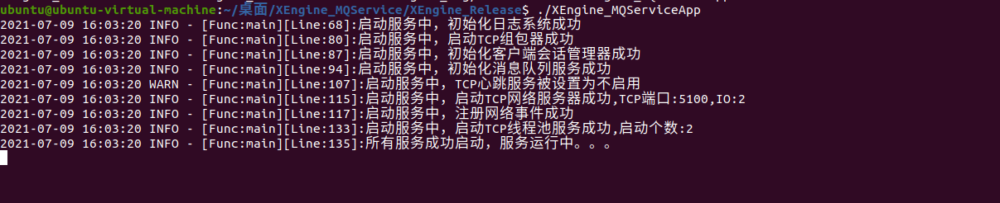 ubuntu@ubuntu-virtual-machine:~/桌面/XEngine_MQService/XEngine_Release$ ./XEngine_MQServiceApp
2021-07-09 16:03:20 INFO - [Func:main][Line:68]:启动服务中，初始化日志系统成功
2021-07-09 16:03:20 INFO - [Func:main][Line:80]:启动服务中，启动TCP组包器成功
2021-07-09 16:03:20 INFO - [Func:main][Line:87]:启动服务中，初始化客户端会话管理器成功
2021-07-09 16:03:20 INFO - [Func:main][Line:94]:启动服务中，初始化消息队列服务成功
2021-07-09 16:03:20 WARN - [Func:main][Line:107]:启动服务中，TCP心跳服务被设置为不启用
2021-07-09 16:03:20 INFO - [Func:main][Line:115]:启动服务中，启动TCP网络服务器成功,TCP端口:5100,IO:2
2021-07-09 16:03:20 INFO - [Func:main][Line:117]:启动服务中，注册网络事件成功
2021-07-09 16:03:20 INFO - [Func:main][Line:133]:启动服务中，启动TCP线程池服务成功,启动个数:2
2021-07-09 16:03:20 INFO - [Func:main][Line:135]:所有服务成功启动，服务运行中。。。